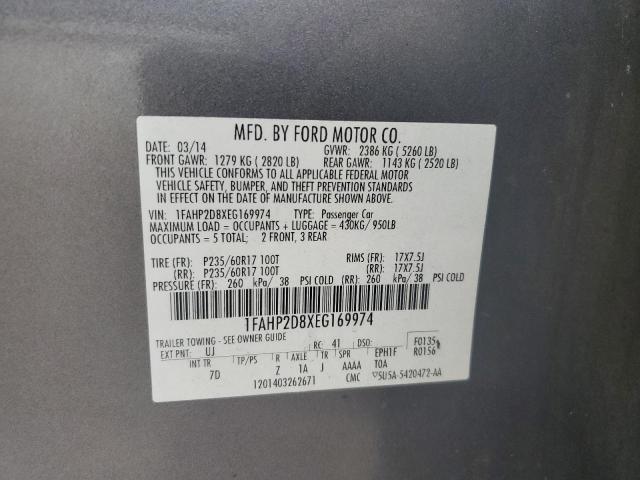 MFD. BY FORD MOTOR CO.
DATE: 03/14 GVWR: 2386 KG ( 5260 LB)
FRONT GAWR: 1279 KG ( 2820 LB) REAR GAWR: 1143 KG ( 2520 LB)
THIS VEHICLE CONFORMS TO ALL APPLICABLE FEDERAL MOTOR
VEHICLE SAFETY, BUMPER, AND THEFT PREVENTION STANDARDS
IN EFFECT ON THE DATE OF MANUFACTURE SHOWN ABOVE.
VIN: 1FAHP2D8XEG169974 TYPE: Passenger Car
MAXIMUM LOAD = OCCUPANTS + LUGGAGE = 430KG/ 950LB
OCCUPANTS = 5 TOTAL; 2 FRONT, 3 REAR
TIRE (FR): P235/60R17 100T RIMS (FR): 17X7.5J
(RR): P235/60R17 100T (RR): 17X7.5J
PRESSURE (FR): 260 kPa/ 38 PSI COLD (RR): 260 kPa/ 38 PSI COLD
1FAHP2D8XEG169974
TRAILER TOWING - SEE OWNER GUIDE RC: 41 DSO: F0135
EXT PNT: UJ R0156
INT TR TP/PS R AXLE TR SPR EPH1F
7D Z 1A J AAAA TOA
1201403262671 CMC 5U5A-5420472-AA